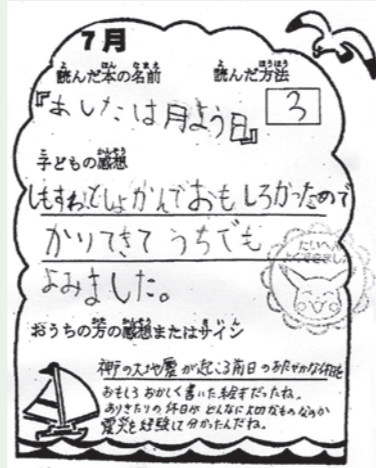 7月
読んだ本の名前 読んだ方法
『あしたは月よう日』 3
子どもの感想
しもすわとしょかんでおもしろかったので
かりてきてうちでも
よみました。
たいへん
よくできました
おうちの方の感想またはサイン
神戸の大地震が起こる前日のあたたかな休日を
おもしろおかしく書いた絵本だったね。
ありきたりの休日がどんなに大切なものなのか
震災を経験して分かったんだね。